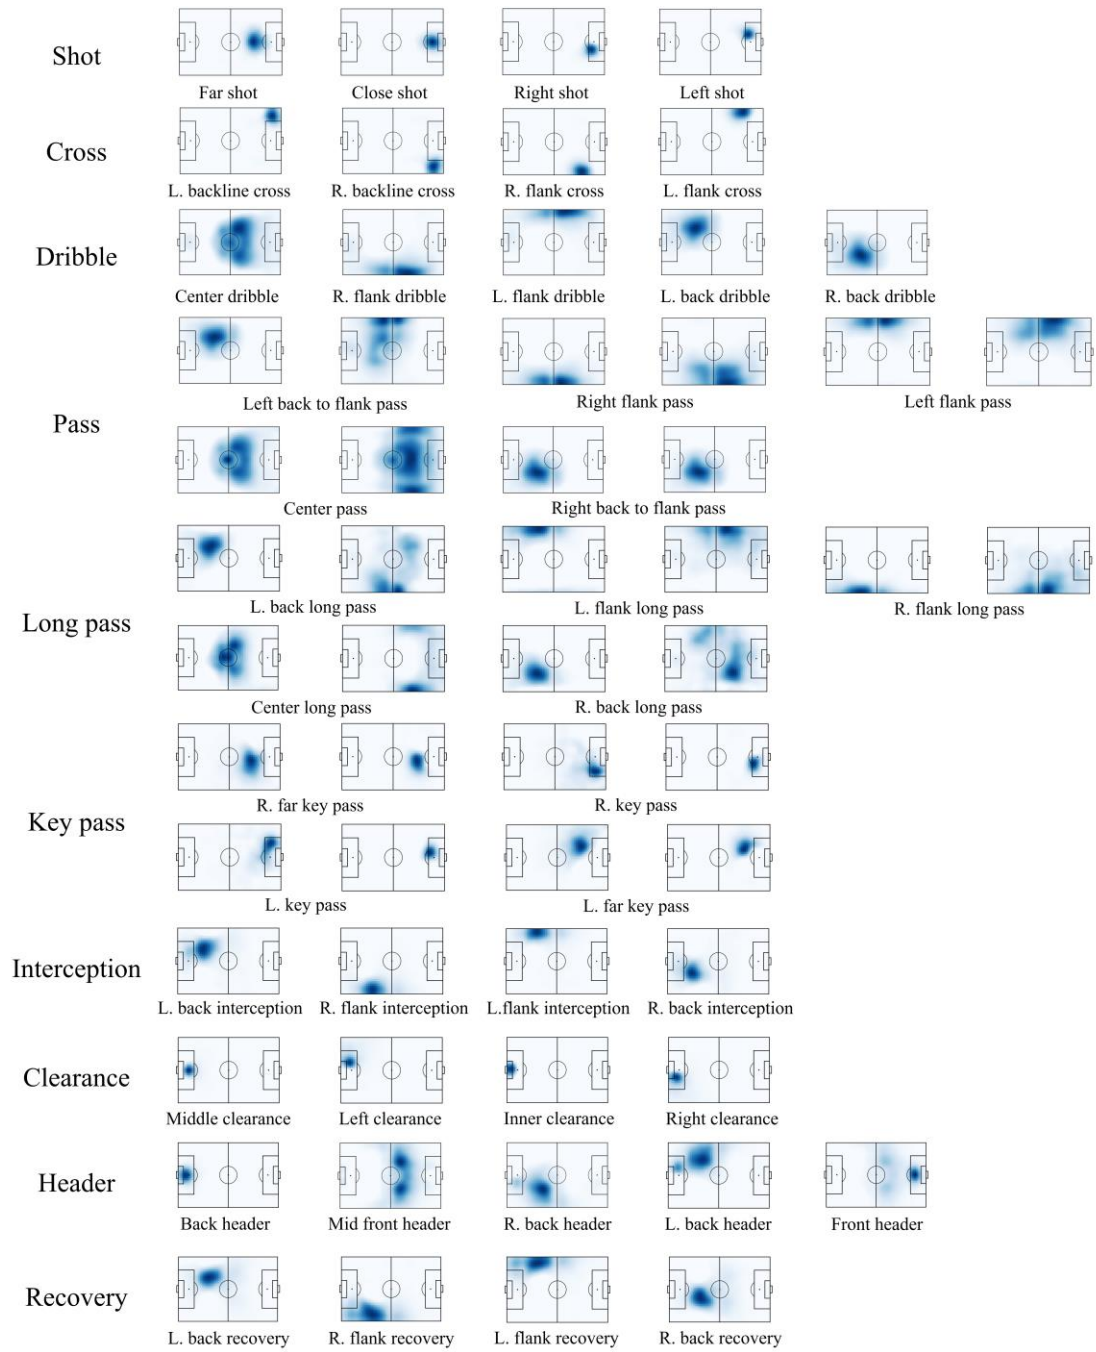 Shot
Far shot
Close shot
Right shot
Left shot
Cross
L. backline cross
R. backline cross
R. flank cross
L. flank cross
Dribble
Center dribble
R. flank dribble
L. flank dribble
L. back dribble
R. back dribble
Pass
Left back to flank pass
Right flank pass
Left flank pass
Center pass
Right back to flank pass
Long pass
L. back long pass
L. flank long pass
R. flank long pass
Center long pass
R. back long pass
Key pass
R. far key pass
R. key pass
L. key pass
L. far key pass
Interception
L. back interception
R. flank interception
L.flank interception
R. back interception
Clearance
Middle clearance
Left clearance
Inner clearance
Right clearance
Header
Back header
Mid front header
R. back header
L. back header
Front header
Recovery
L. back recovery
R. flank recovery
L. flank recovery
R. back recovery